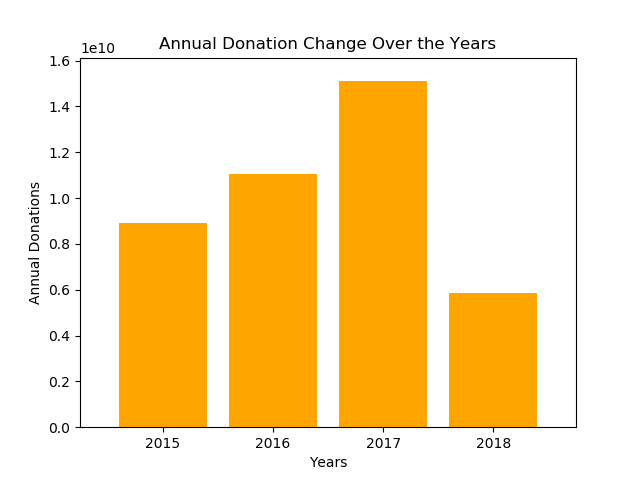 Annual Donation Change Over the Years
1e10
1.6
1.4
1.2
1.0
0.8
0.6
0.4
0.2
0.0
Annual Donations
2015 2016 2017 2018
Years